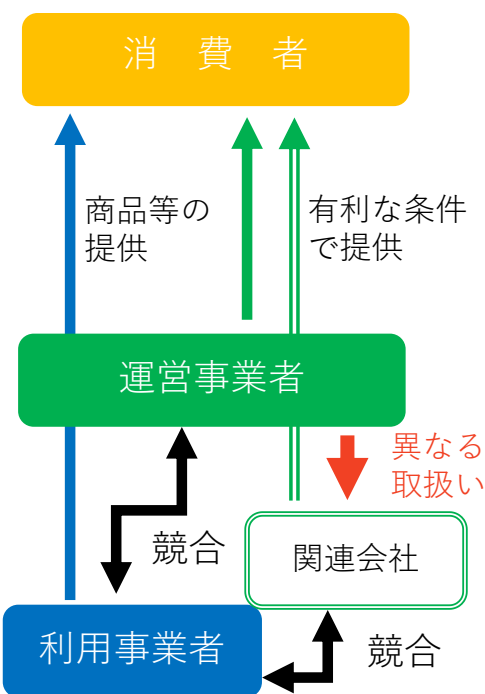 消　費　者
商品等の
提供
有利な条件
で提供
運営事業者
異なる
取扱い
競合
関連会社
利用事業者
競合